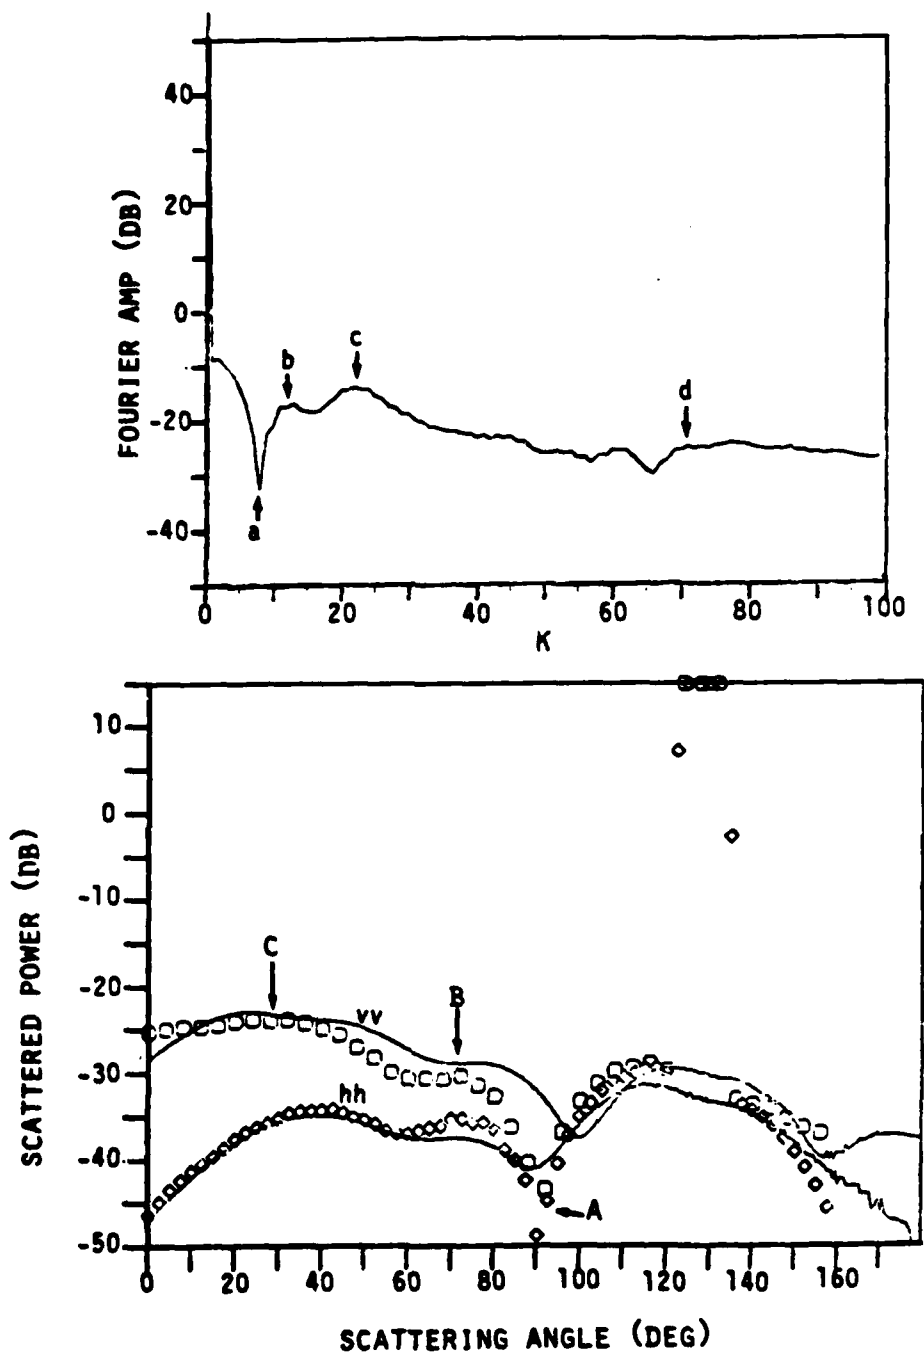 40
20
0
-20
-40
FOURIER AMP (DB)
a
b
c
d
0 20 40 60 80 100
K
10
0
-10
-20
-30
-40
-50
SCATTERED POWER (DB)
C
B
vv
hh
A
0 20 40 60 80 100 120 140 160
SCATTERING ANGLE (DEG)